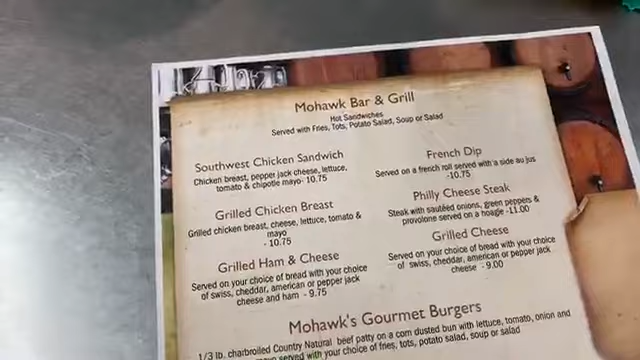 Mohawk Bar & Grill
Hot Sandwiches
Served with Fries, Tots, Potato Salad, Soup or Salad
Southwest Chicken Sandwich
Chicken breast, pepper jack cheese, lettuce,
tomato & chipotle mayo- 10.75
Grilled Chicken Breast
Grilled chicken breast, cheese, lettuce, tomato &
mayo
- 10.75
Grilled Ham & Cheese
Served on your choice of bread with your choice
of swiss, cheddar, american or pepper jack
cheese and ham - 9.75
French Dip
Served on a french roll served with a side au jus
-10.75
Philly Cheese Steak
Steak with sautéed onions, green peppers &
provolone served on a hoagie -11.00
Grilled Cheese
Served on your choice of bread with your choice
of swiss, cheddar, american or pepper jack
cheese - 9.00
Mohawk's Gourmet Burgers
1/3 lb. charbroiled Country Natural beef patty on a corn dusted bun with lettuce, tomato, onion and
mayo served with your choice of fries, tots, potato salad, soup or salad